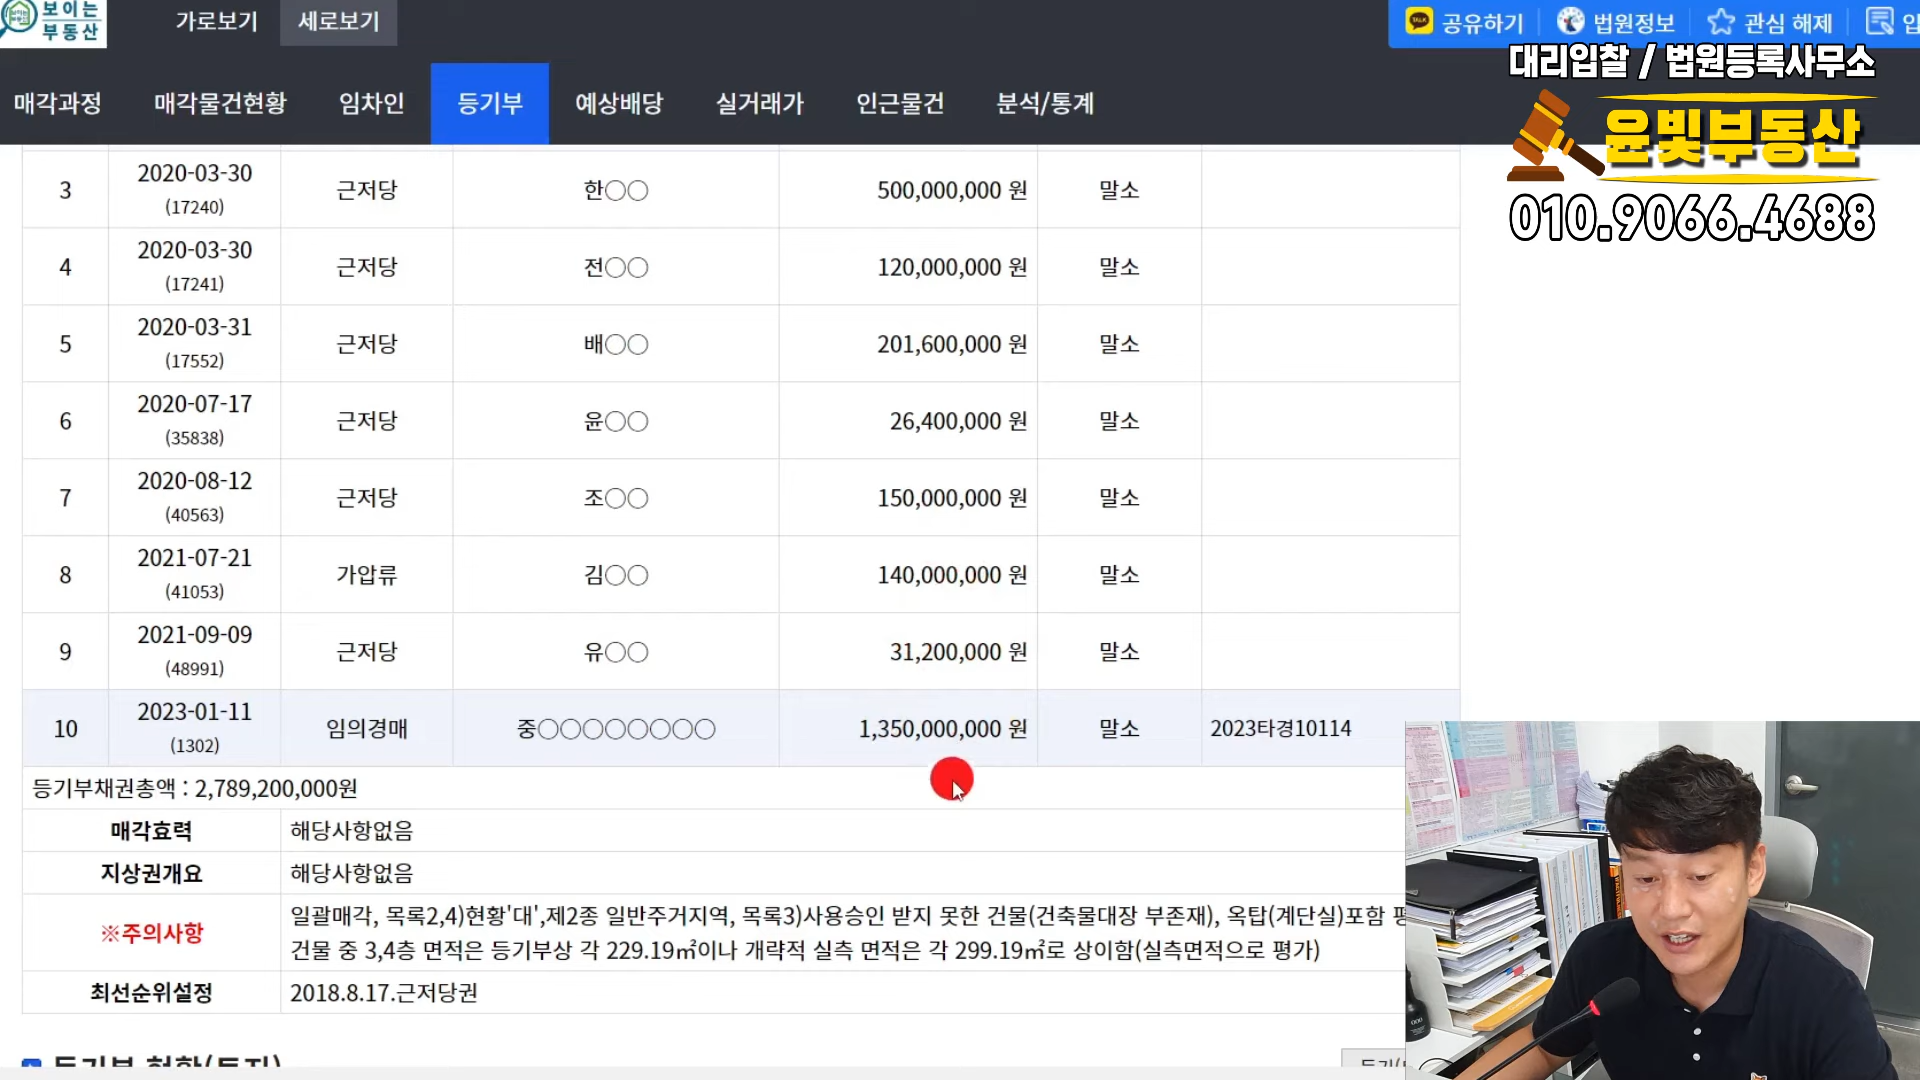 보이는
부동산
가로보기
세로보기
공유하기
법원정보
관심 해제
대리입찰 / 법원등록사무소
윤빛부동산
010.9066.4688
매각과정
매각물건현황
임차인
등기부
예상배당
실거래가
인근물건
분석/통계
3 2020-03-30 (17240) 근저당 한○○ 500,000,000 원 말소
4 2020-03-30 (17241) 근저당 전○○ 120,000,000 원 말소
5 2020-03-31 (17552) 근저당 배○○ 201,600,000 원 말소
6 2020-07-17 (35838) 근저당 윤○○ 26,400,000 원 말소
7 2020-08-12 (40563) 근저당 조○○ 150,000,000 원 말소
8 2021-07-21 (41053) 가압류 김○○ 140,000,000 원 말소
9 2021-09-09 (48991) 근저당 유○○ 31,200,000 원 말소
10 2023-01-11 (1302) 임의경매 중○○○○○○○○ 1,350,000,000 원 말소 2023타경10114
등기부채권총액 : 2,789,200,000원
매각효력 해당사항없음
지상권개요 해당사항없음
※주의사항 일괄매각, 목록2,4)현황'대',제2종 일반주거지역, 목록3)사용승인 받지 못한 건물(건축물대장 부존재), 옥탑(계단실)포함
건물 중 3,4층 면적은 등기부상 각 229.19㎡이나 개략적 실측 면적은 각 299.19㎡로 상이함(실측면적으로 평가)
최선순위설정 2018.8.17.근저당권